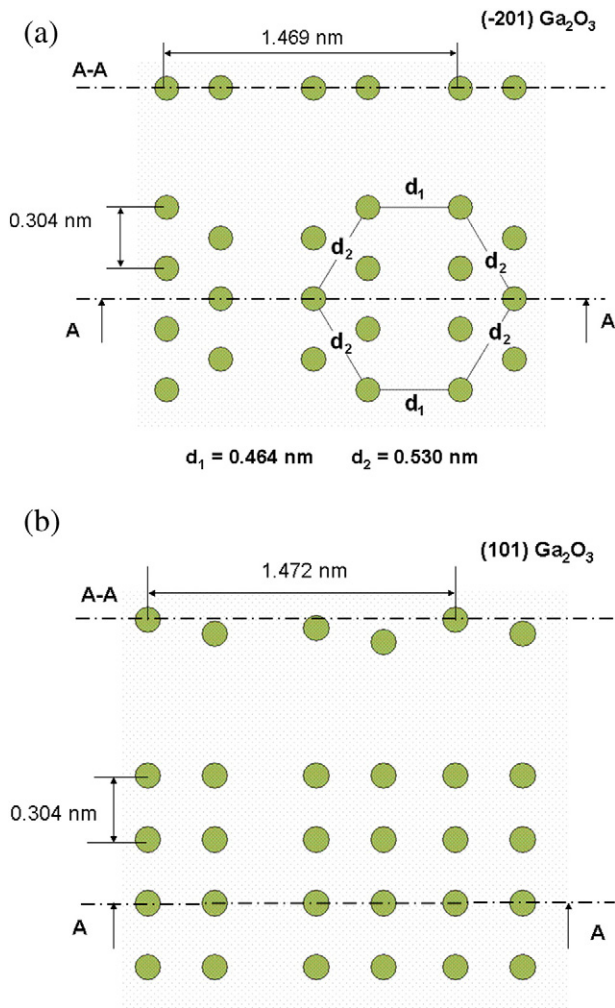 (a)
(-201) Ga₂O₃
1.469 nm
A-A
d₁
0.304 nm
d₂
d₂
A
A
d₂
d₂
d₁
d₁ = 0.464 nm d₂ = 0.530 nm
(b)
(101) Ga₂O₃
1.472 nm
A-A
0.304 nm
A
A